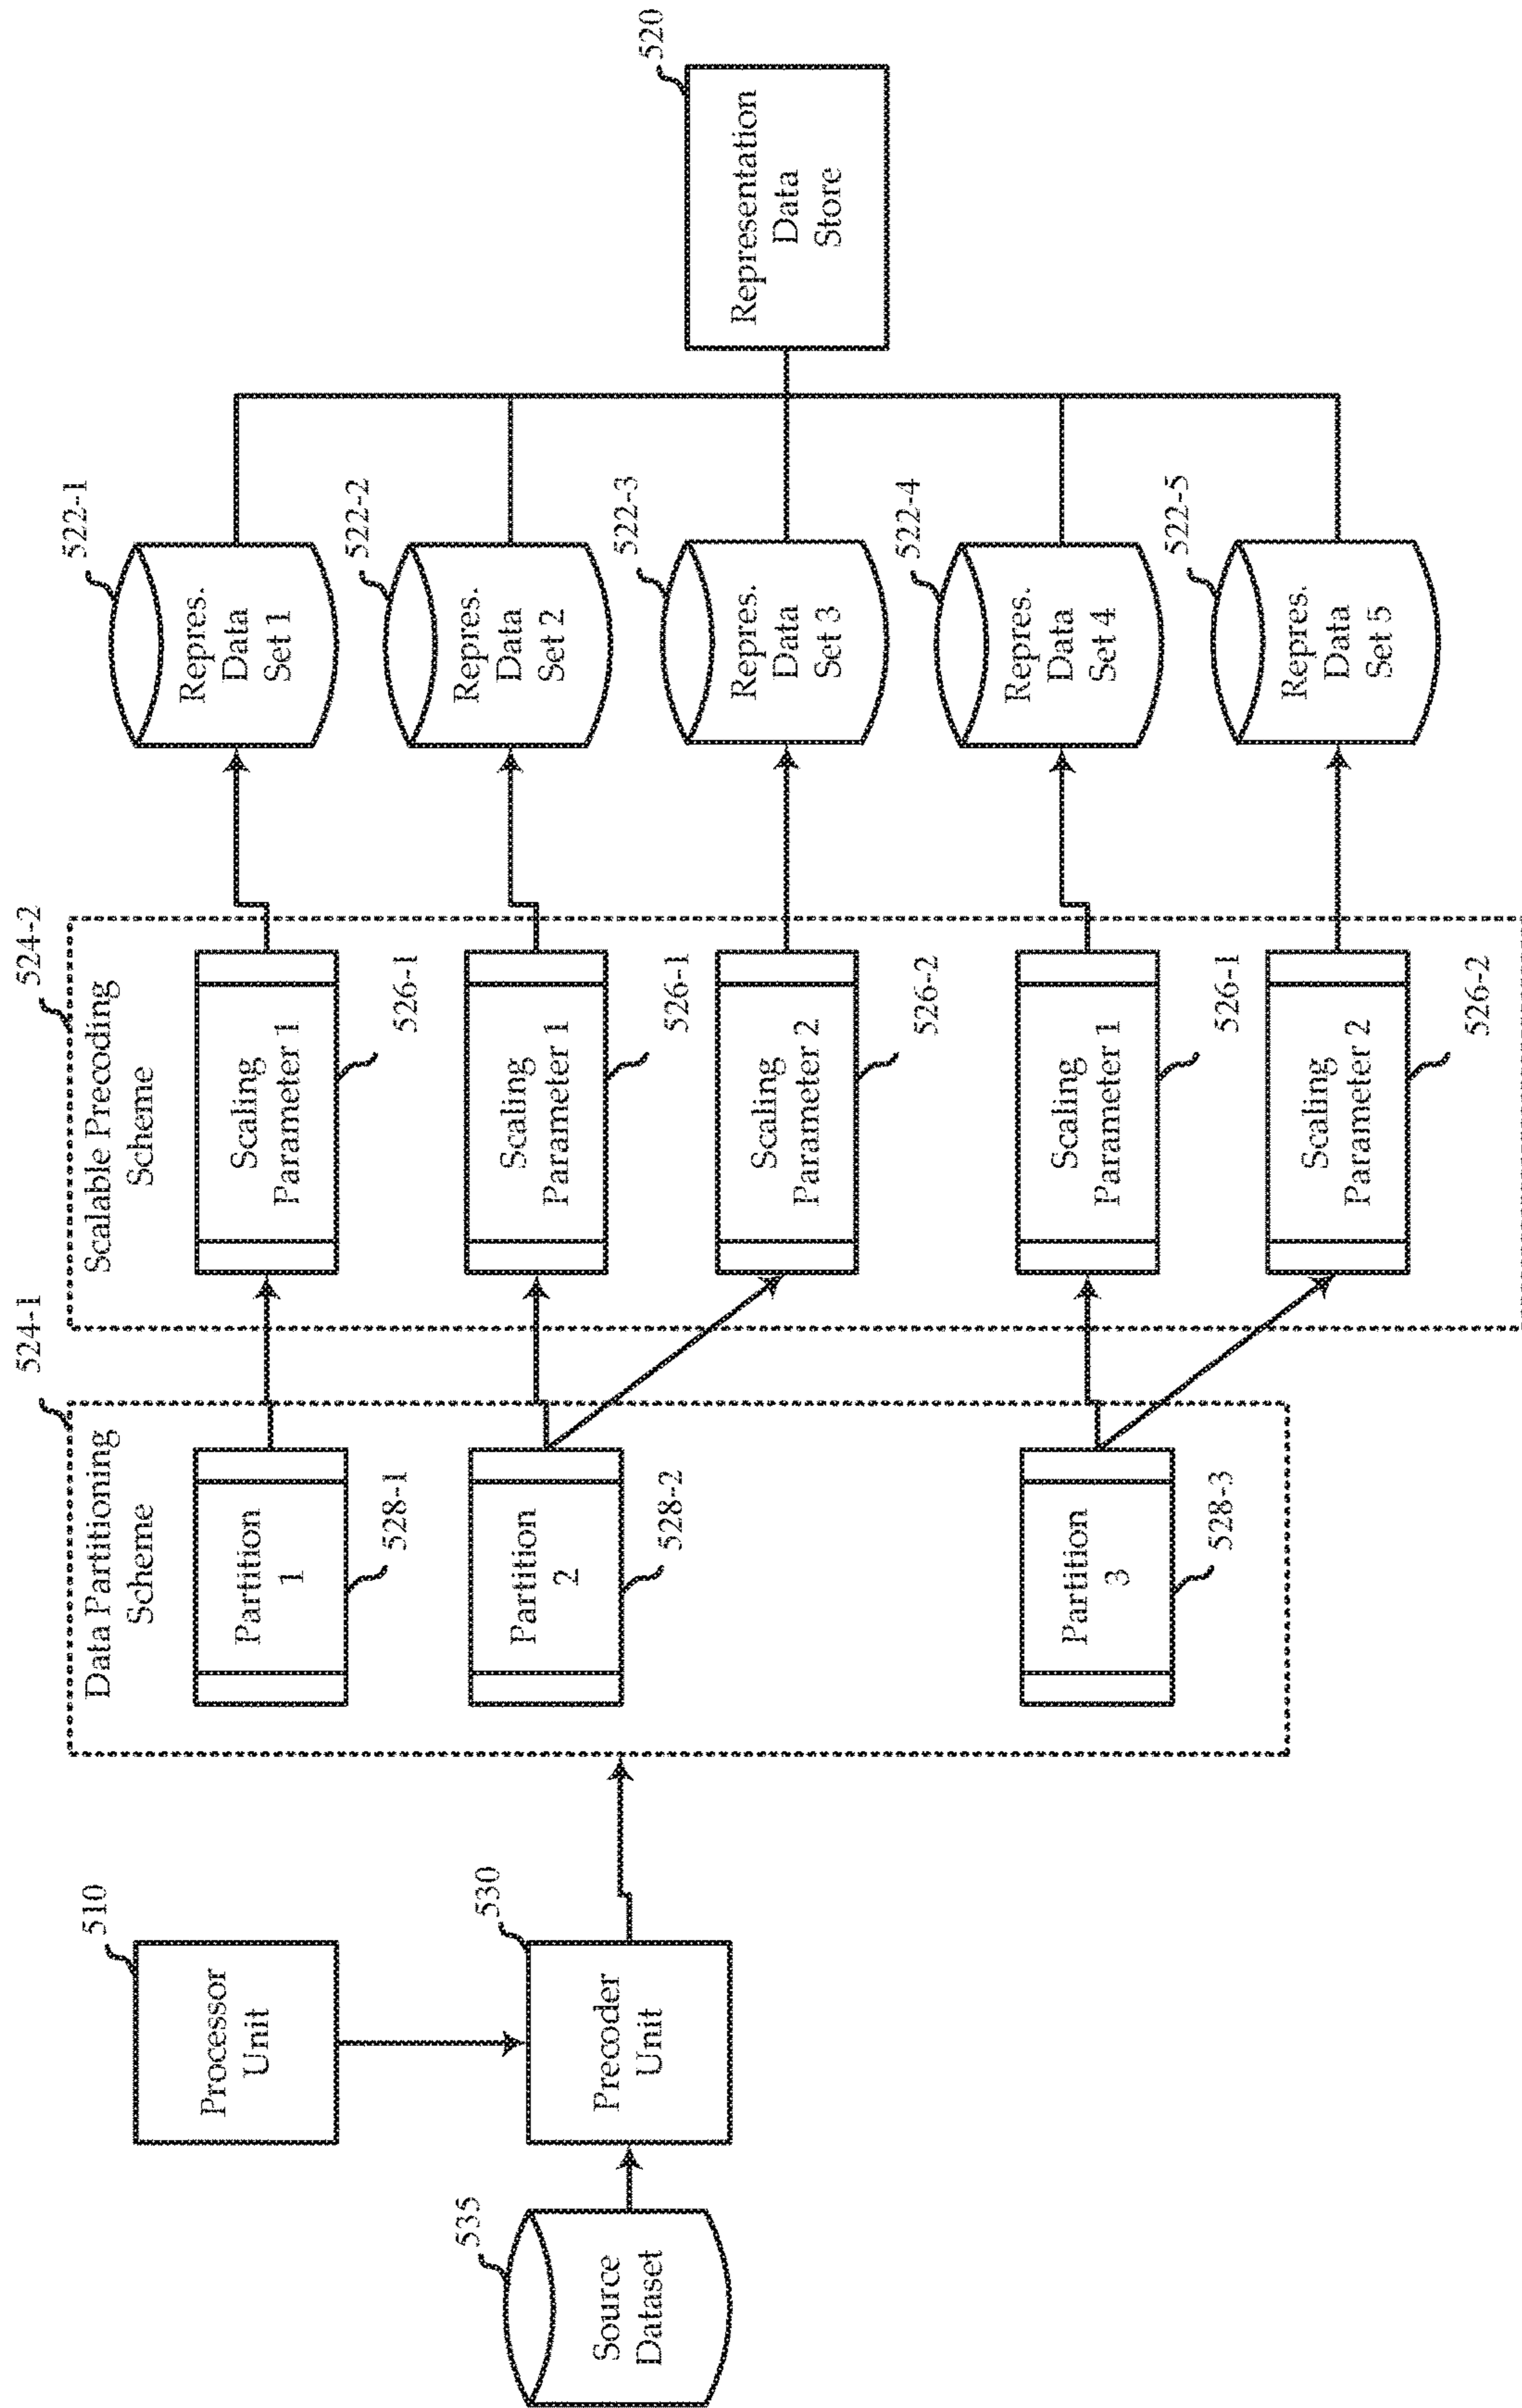 510
Processor
Unit
535
Source
Dataset
530
Precoder
Unit
524-1
Data Partitioning
Scheme
Partition
1
528-1
Partition
2
528-2
Partition
3
528-3
524-2
Scalable Precoding
Scheme
Scaling
Parameter 1
526-1
Scaling
Parameter 1
526-1
Scaling
Parameter 2
526-2
Scaling
Parameter 1
526-1
Scaling
Parameter 2
526-2
522-1
Repres.
Data
Set 1
522-2
Repres.
Data
Set 2
522-3
Repres.
Data
Set 3
522-4
Repres.
Data
Set 4
522-5
Repres.
Data
Set 5
520
Representation
Data
Store